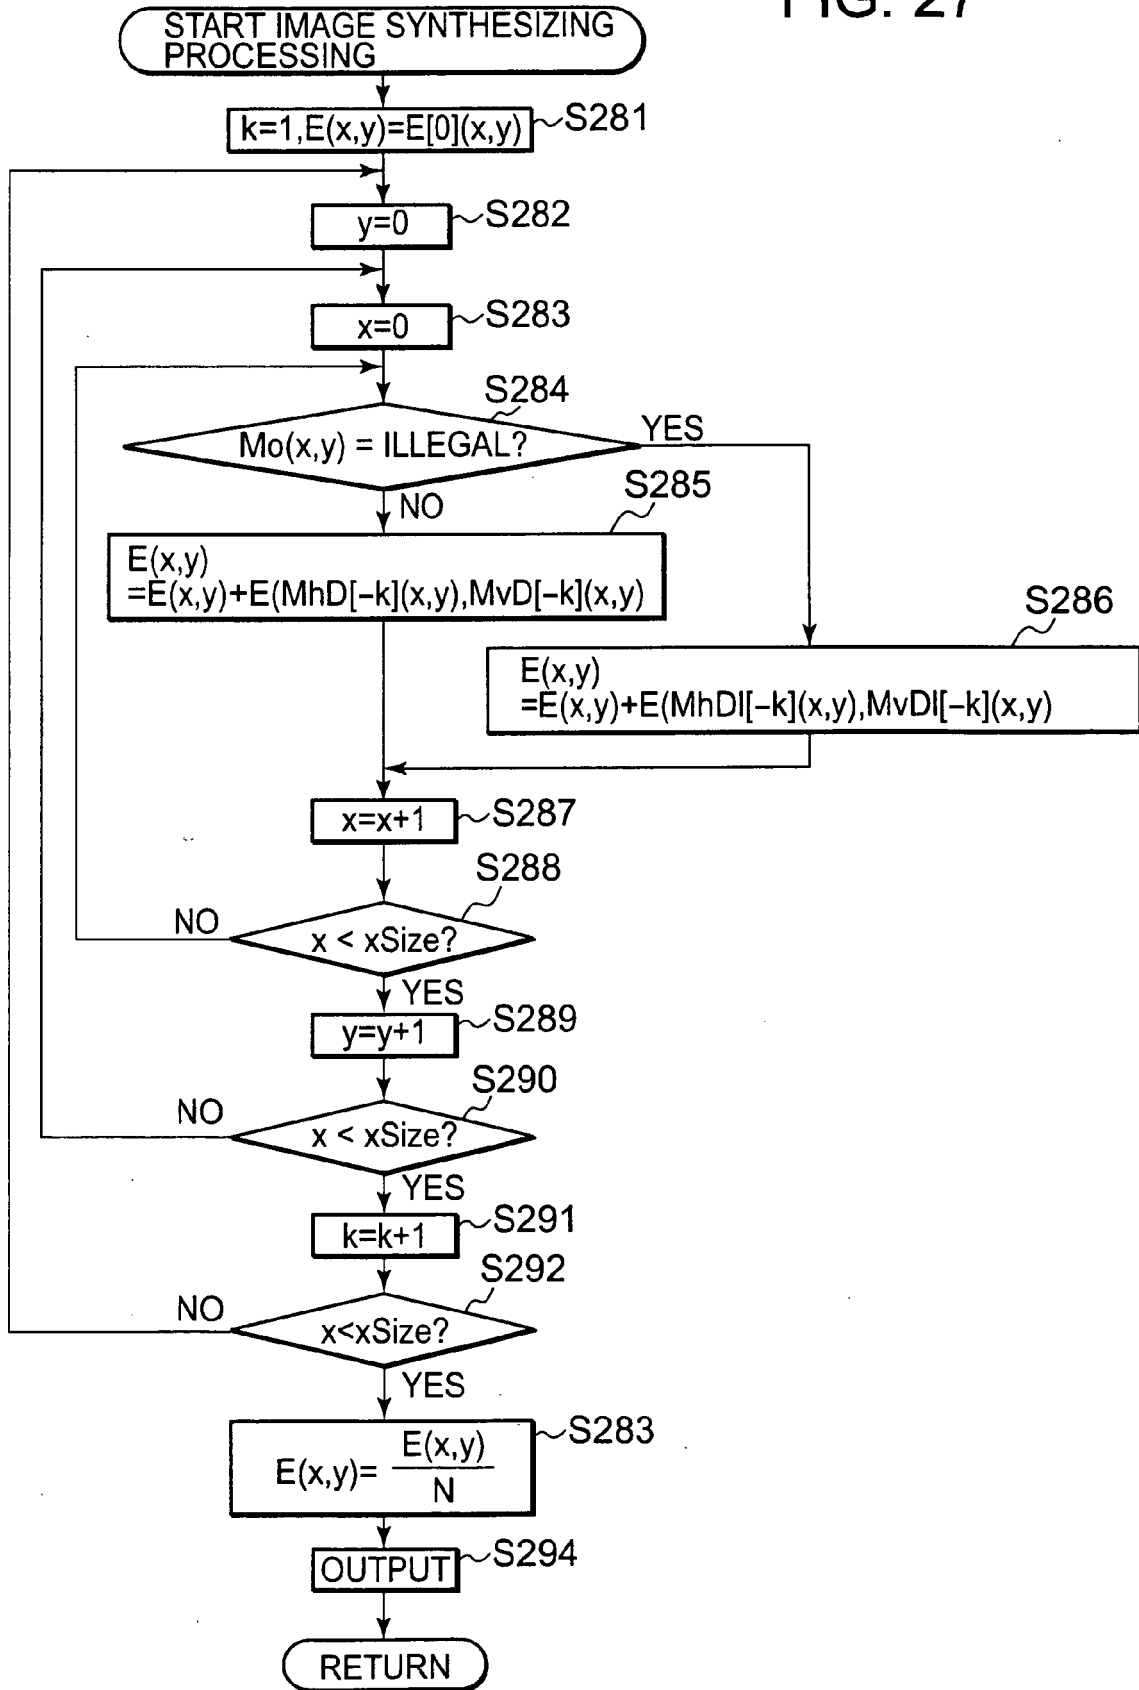 FIG. 27
START IMAGE SYNTHESIZING
PROCESSING
k=1,E(x,y)=E[0](x,y)
S281
y=0
S282
x=0
S283
S284
Mo(x,y) = ILLEGAL?
YES
NO
S285
E(x,y)
=E(x,y)+E(MhD[-k](x,y),MvD[-k](x,y)
S286
E(x,y)
=E(x,y)+E(MhDI[-k](x,y),MvDI[-k](x,y)
x=x+1
S287
S288
NO
x < xSize?
YES
y=y+1
S289
S290
NO
x < xSize?
YES
k=k+1
S291
S292
NO
x<xSize?
YES
S283
E(x,y)= E(x,y)
N
OUTPUT
S294
RETURN